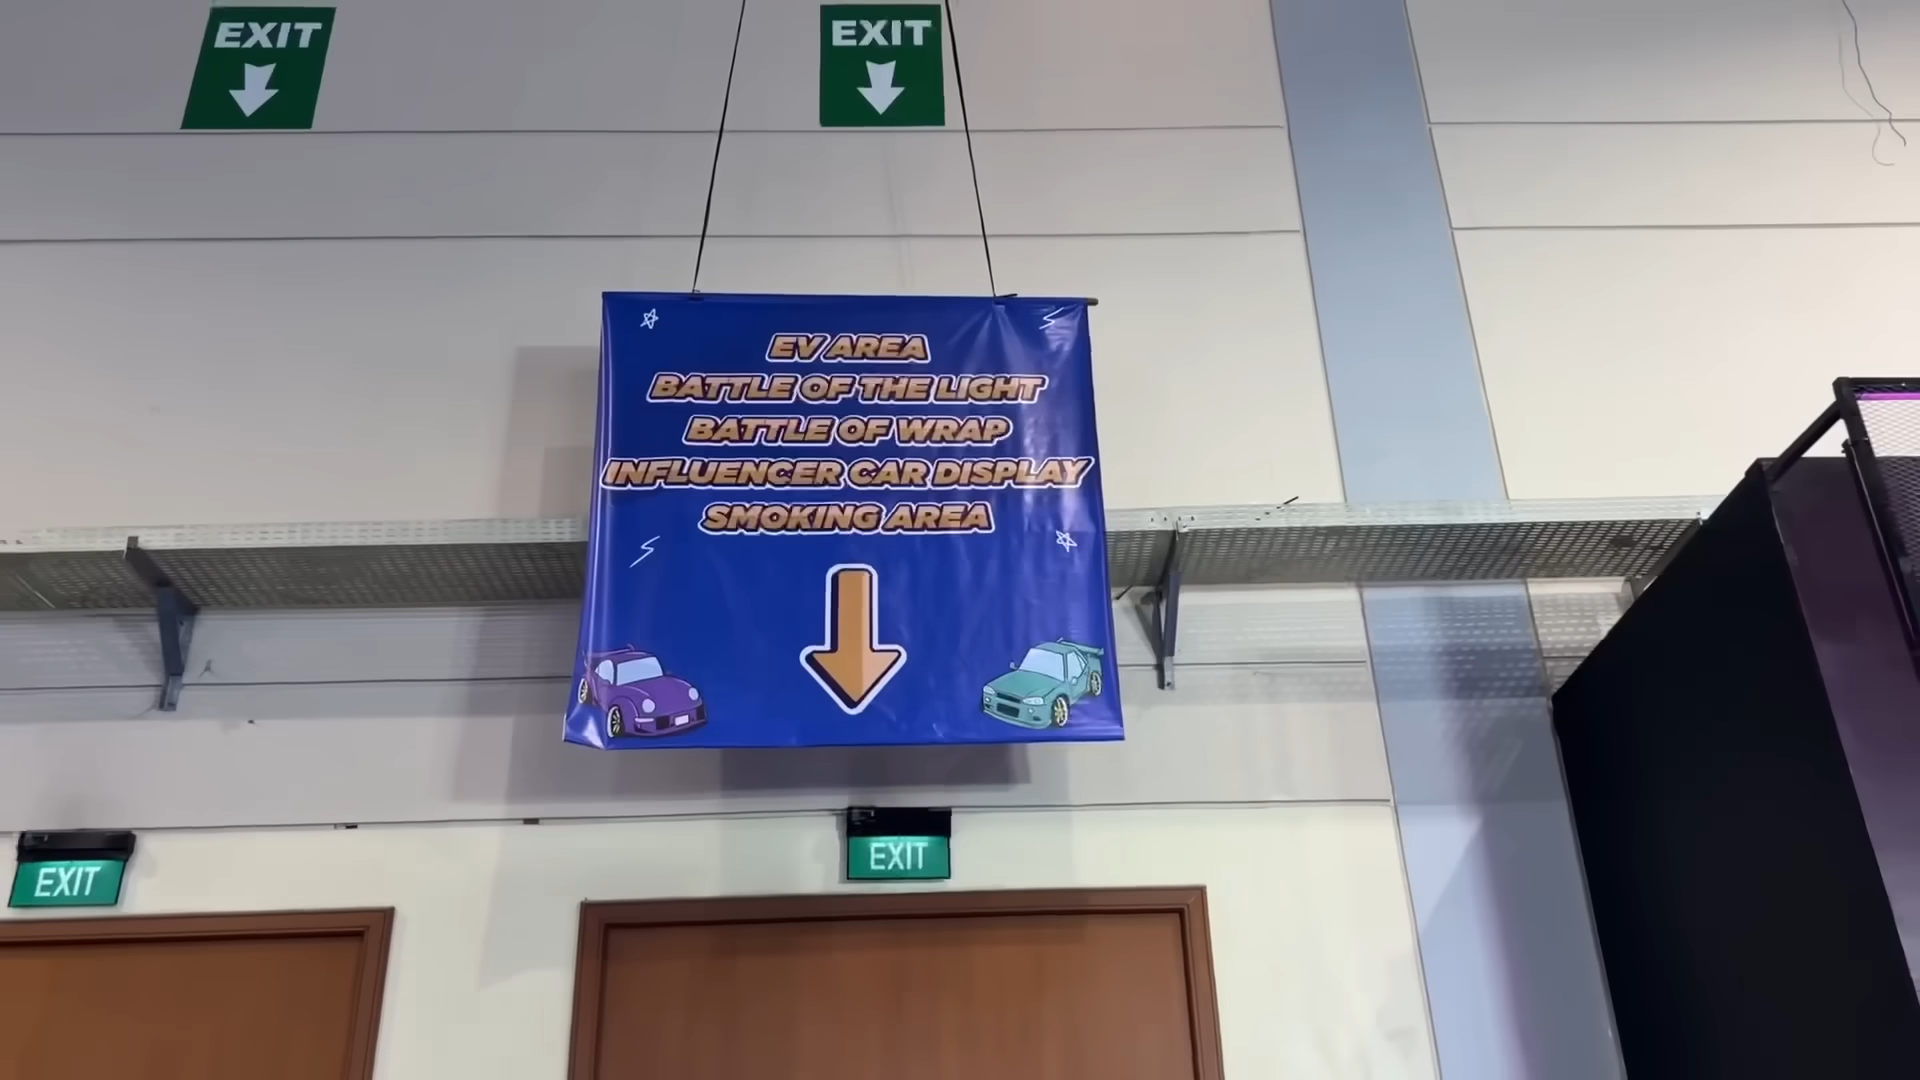 EXIT
EXIT
EV AREA
BATTLE OF THE LIGHT
BATTLE OF WRAP
INFLUENCER CAR DISPLAY
SMOKING AREA
EXIT
EXIT